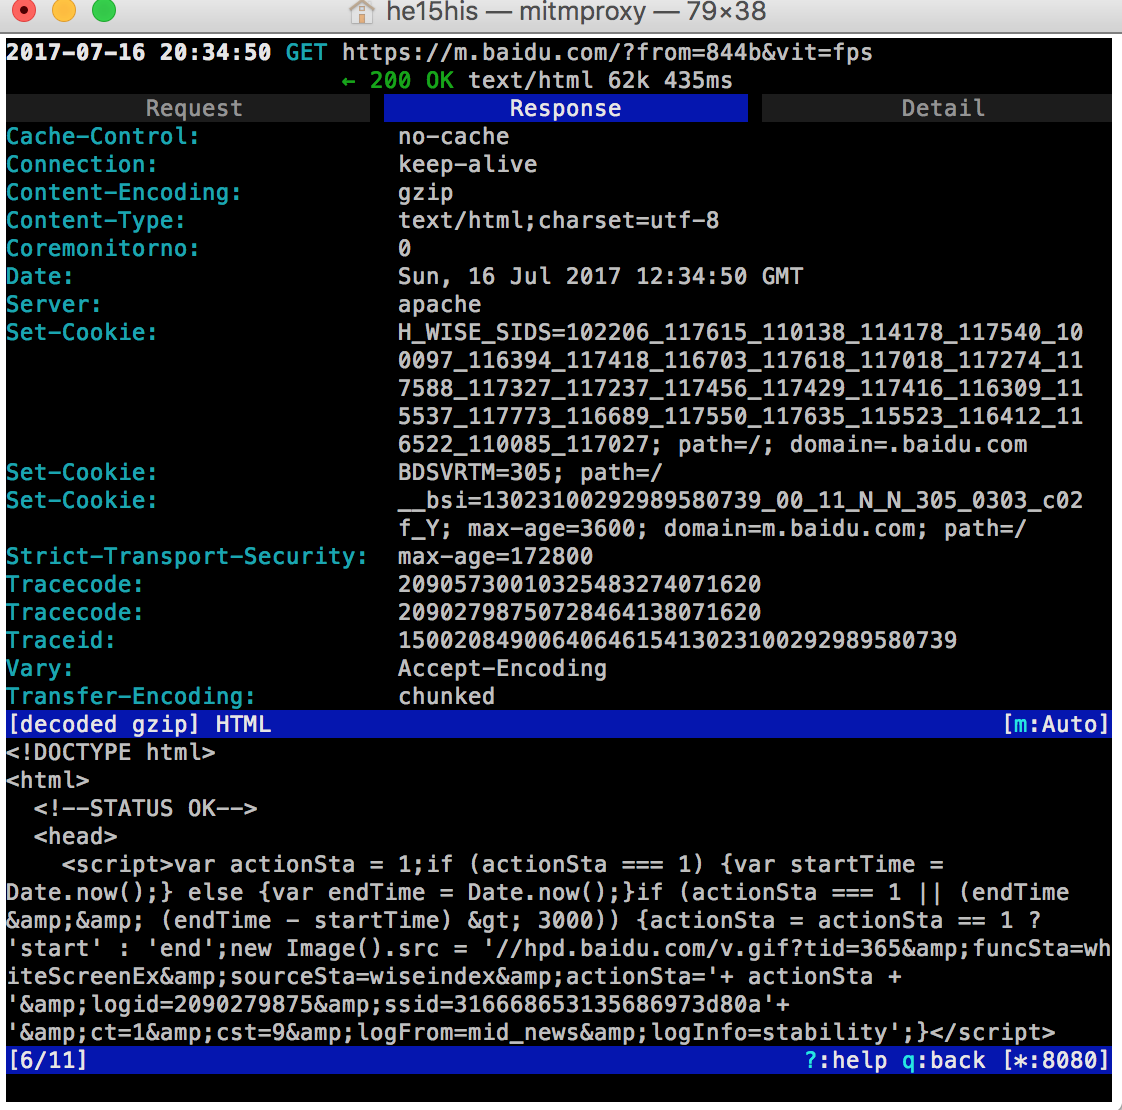 he15his — mitmproxy — 79×38
2017-07-16 20:34:50 GET https://m.baidu.com/?from=844b&vit=fps
← 200 OK text/html 62k 435ms
Request Response Detail
Cache-Control: no-cache
Connection: keep-alive
Content-Encoding: gzip
Content-Type: text/html;charset=utf-8
Coremonitorno: 0
Date: Sun, 16 Jul 2017 12:34:50 GMT
Server: apache
Set-Cookie: H_WISE_SIDS=102206_117615_110138_114178_117540_10
0097_116394_117418_116703_117618_117018_117274_11
7588_117327_117237_117456_117429_117416_116309_11
5537_117773_116689_117550_117635_115523_116412_11
6522_110085_117027; path=/; domain=.baidu.com
Set-Cookie: BDSVRTM=305; path=/
Set-Cookie: __bsi=13023100292989580739_00_11_N_N_305_0303_c02
f_Y; max-age=3600; domain=m.baidu.com; path=/
Strict-Transport-Security: max-age=172800
Tracecode: 20905730010325483274071620
Tracecode: 20902798750728464138071620
Traceid: 1500208490064064615413023100292989580739
Vary: Accept-Encoding
Transfer-Encoding: chunked
[decoded gzip] HTML [m:Auto]
<!DOCTYPE html>
<html>
<!--STATUS OK-->
<head>
<script>var actionSta = 1;if (actionSta === 1) {var startTime =
Date.now();} else {var endTime = Date.now();}if (actionSta === 1 || (endTime
&amp;&amp; (endTime - startTime) &gt; 3000)) {actionSta = actionSta == 1 ?
'start' : 'end';new Image().src = '//hpd.baidu.com/v.gif?tid=365&amp;funcSta=wh
iteScreenEx&amp;sourceSta=wiseindex&amp;actionSta='+ actionSta +
'&amp;logid=2090279875&amp;ssid=316668653135686973d80a'+
'&amp;ct=1&amp;cst=9&amp;logFrom=mid_news&amp;logInfo=stability';}</script>
[6/11] ?:help q:back [*:8080]